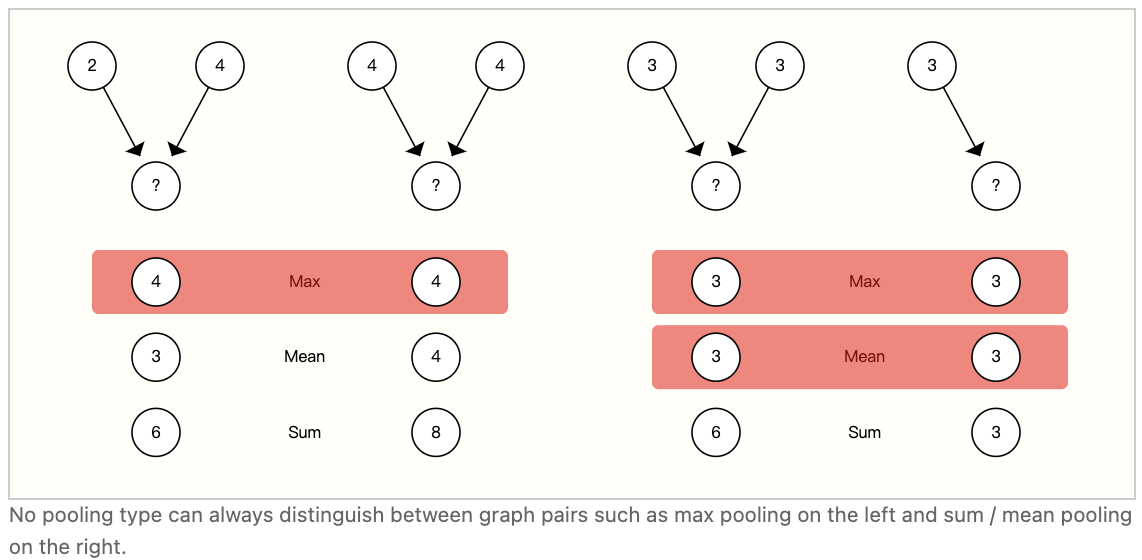 2 4 4 4 3 3 3
? ? ? ?
4 Max 4 3 Max 3
3 Mean 4 3 Mean 3
6 Sum 8 6 Sum 3
No pooling type can always distinguish between graph pairs such as max pooling on the left and sum / mean pooling
on the right.